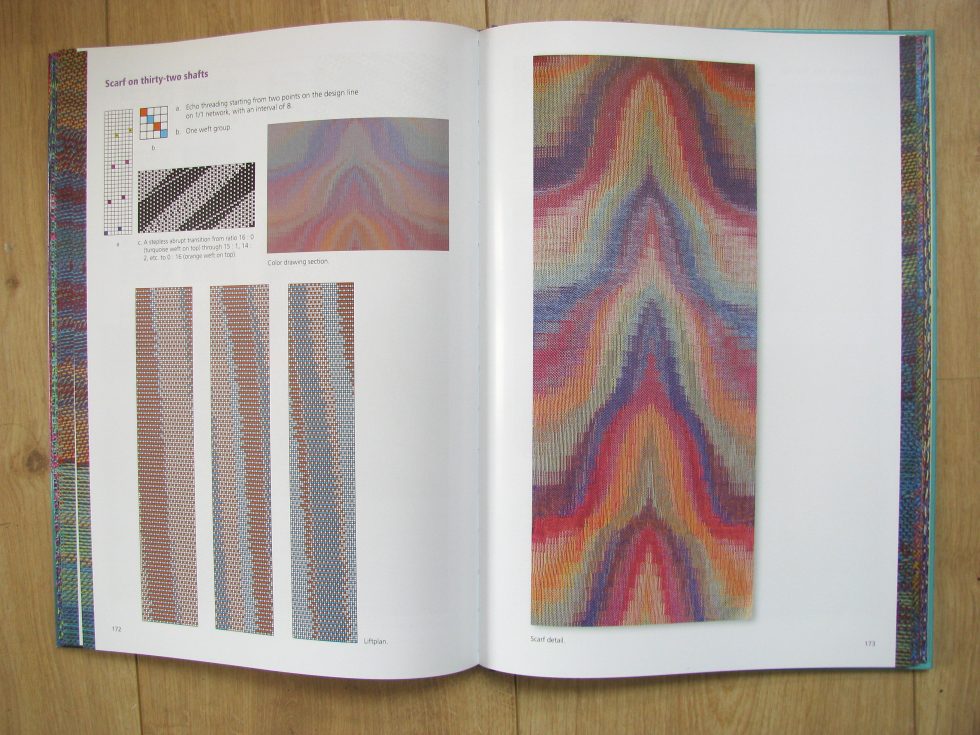 Scarf on thirty-two shafts
a. Echo threading starting from two points on the design line
on 1/1 network, with an interval of 8.
b. One weft group.
b.
a.
c. A stepless abrupt transition from ratio 16 : 0
(turquoise weft on top) through 15 : 1, 14 :
2, etc. to 0 : 16 (orange weft on top).
Color drawing section.
Liftplan.
172
Scarf detail.
173